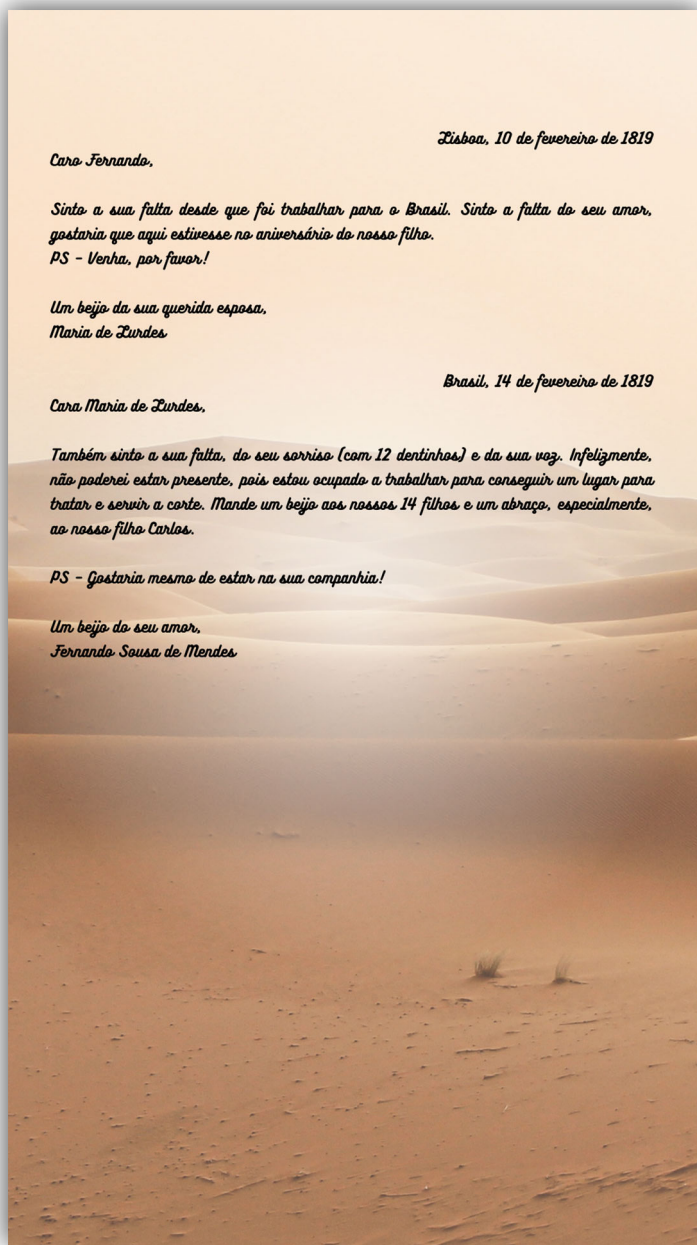 Lisboa, 10 de fevereiro de 1819
Caro Fernando,
Sinto a sua falta desde que foi trabalhar para o Brasil. Sinto a falta do seu amor,
gostaria que aqui estivesse no aniversário do nosso filho.
PS - Venha, por favor!
Um beijo da sua querida esposa,
Maria de Lurdes
Brasil, 14 de fevereiro de 1819
Cara Maria de Lurdes,
Também sinto a sua falta, do seu sorriso (com 12 dentinhos) e da sua voz. Infelizmente,
não poderei estar presente, pois estou ocupado a trabalhar para conseguir um lugar para
tratar e servir a corte. Mande um beijo aos nossos 14 filhos e um abraço, especialmente,
ao nosso filho Carlos.
PS - Gostaria mesmo de estar na sua companhia!
Um beijo do seu amor,
Fernando Sousa de Mendes